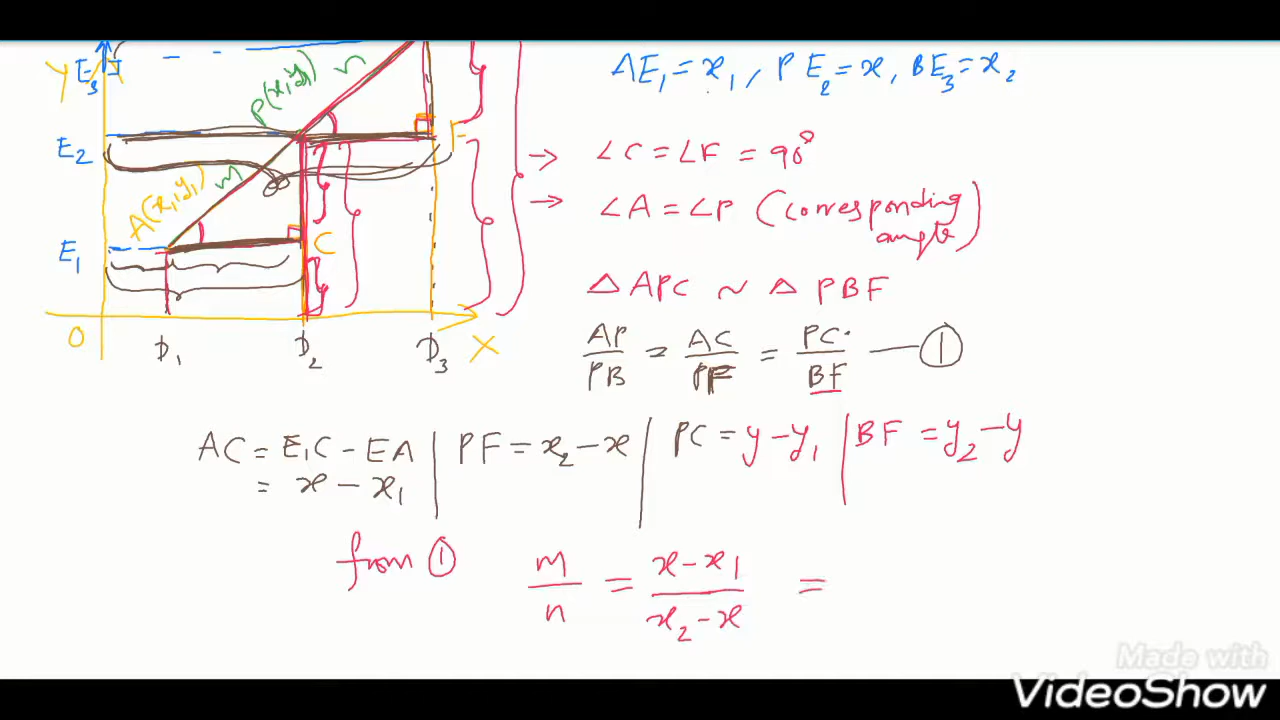 Y
E3
P(x,y)
n
E2
A(x1,y1)
m
F
E1
C
O
D1
D2
D3
X
AE1 = x1, PE2 = x, BE3 = x2
→ ∠C = ∠F = 90°
→ ∠A = ∠P (Corresponding
angle)
△ APC ~ △ PBF
AP/PB = AC/PF = PC/BF — ①
AC = E1C - EA | PF = x2 - x | PC = y - y1 | BF = y2 - y
= x - x1
from ① m/n = x - x1/x2 - x =
Made with
VideoShow